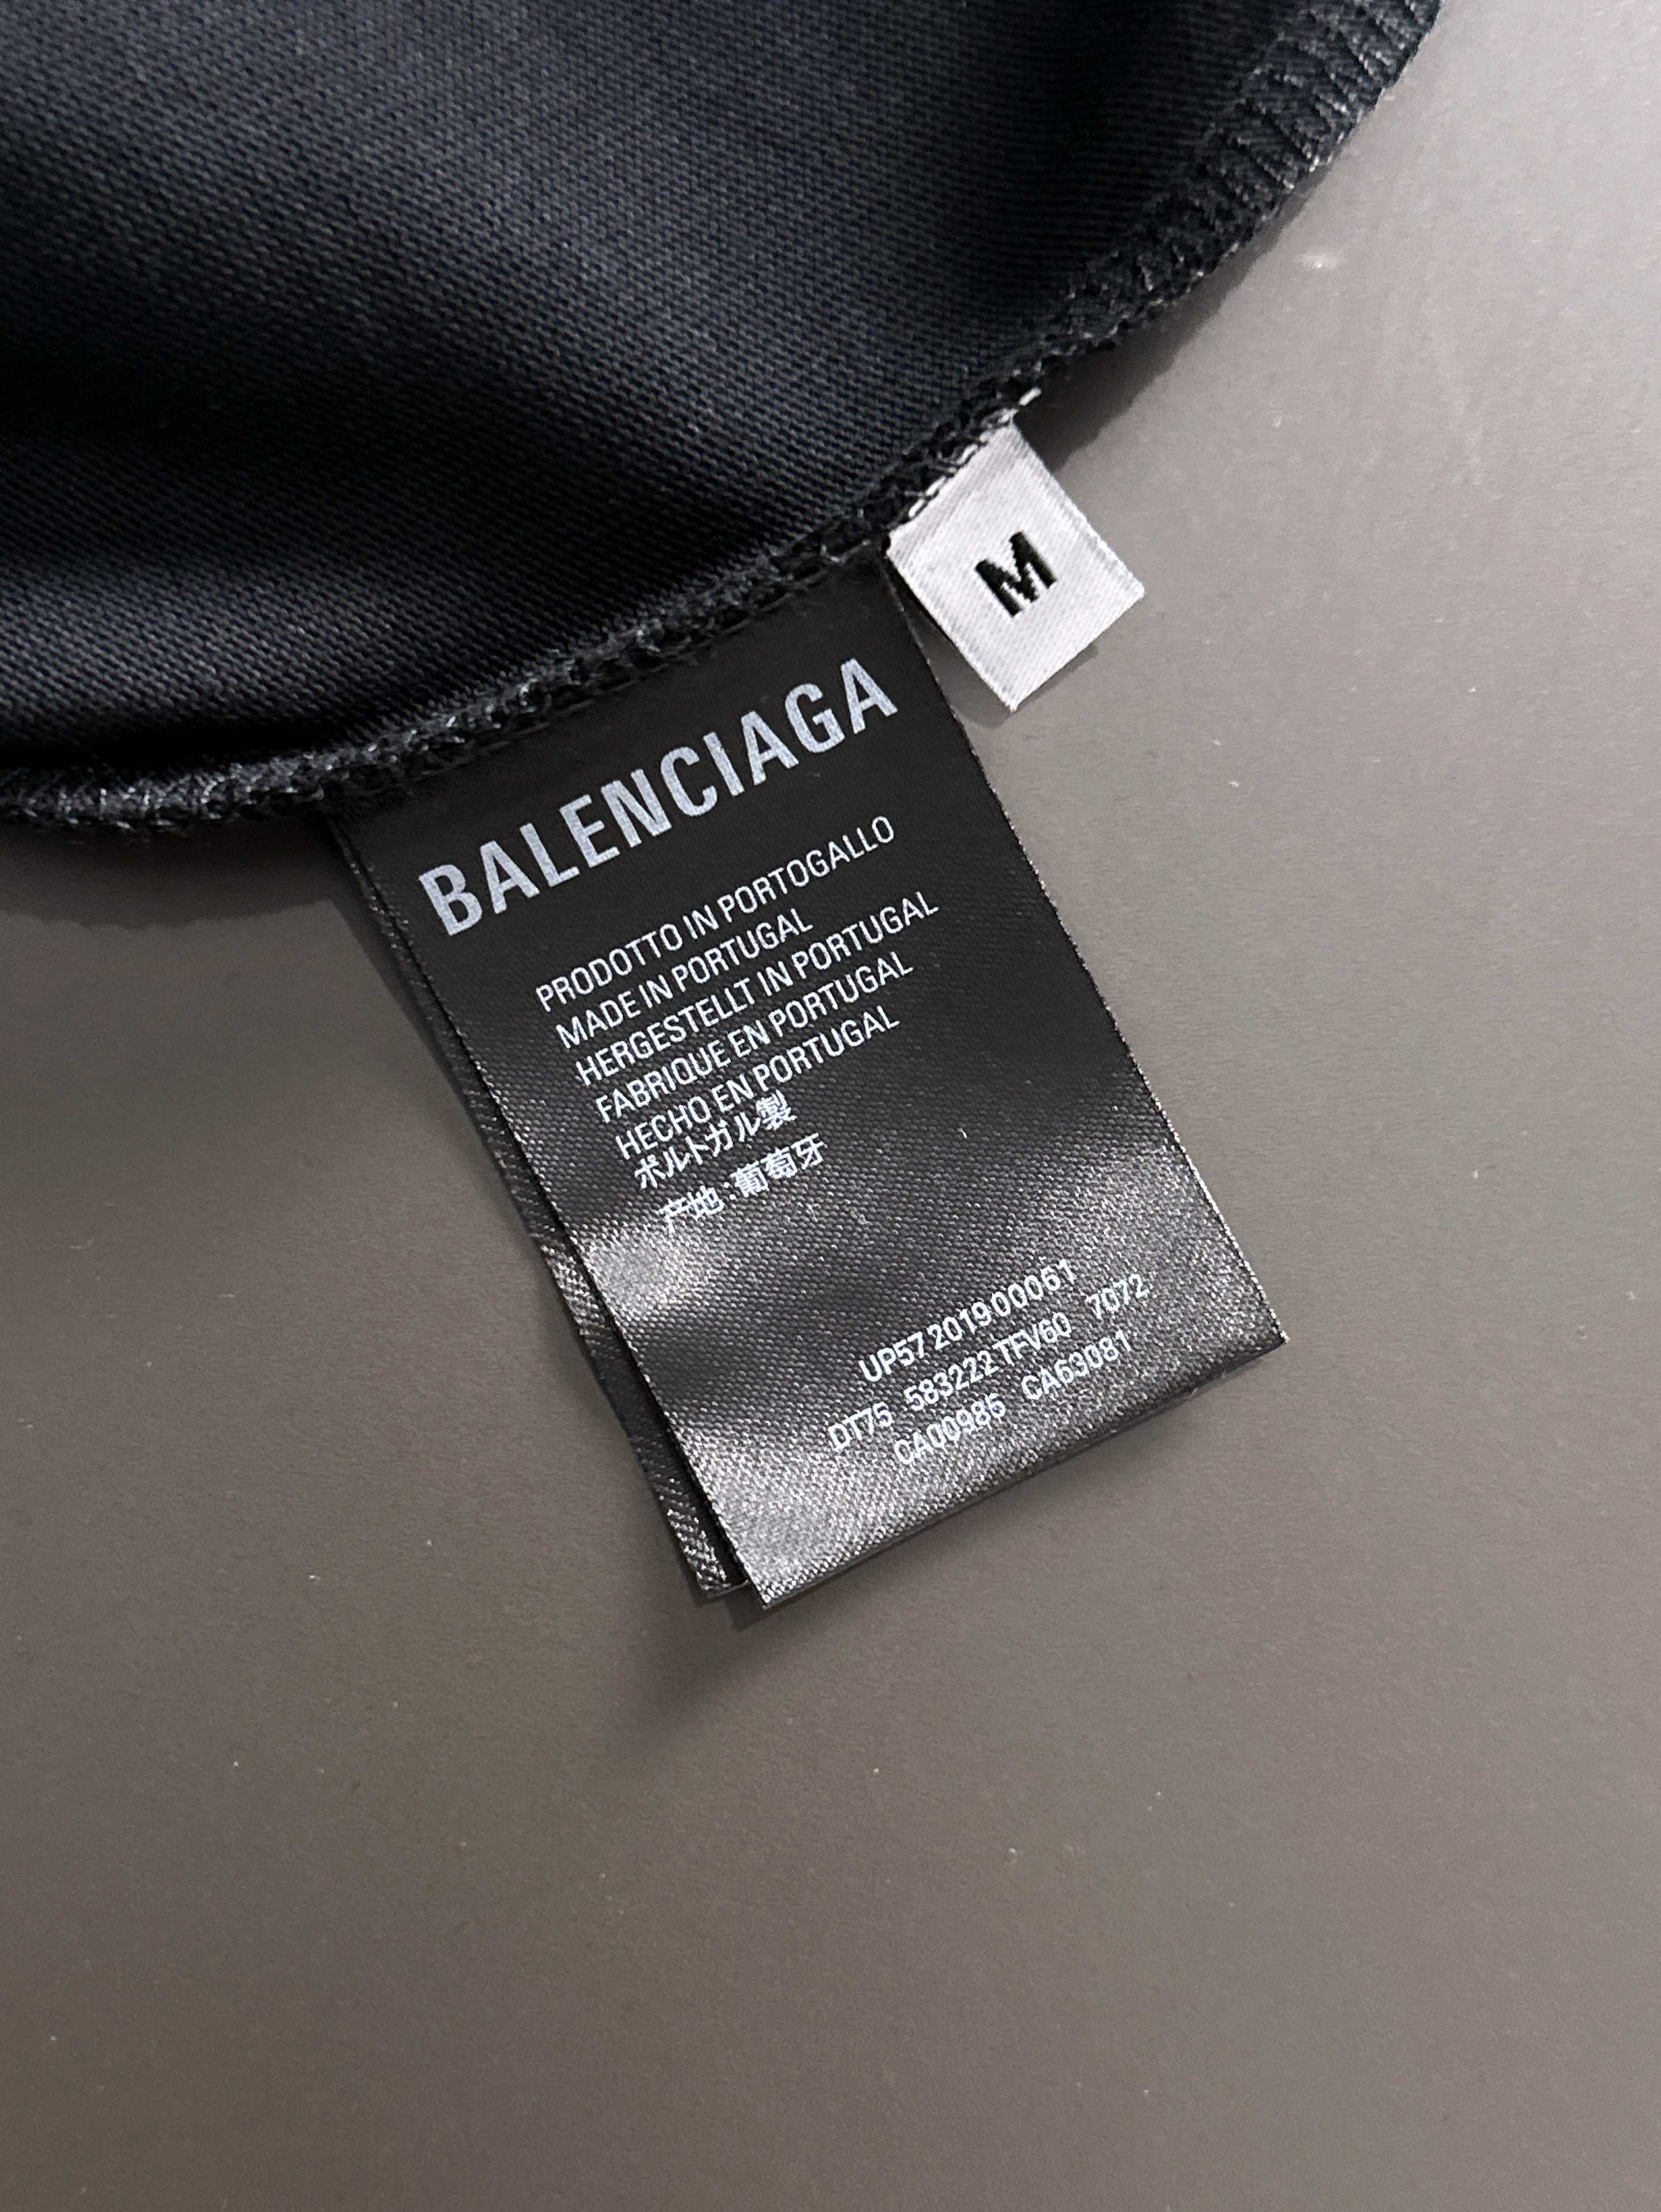 M
BALENCIAGA
PRODOTTO IN PORTOGALLO
MADE IN PORTUGAL
HERGESTELLT IN PORTUGAL
FABRIQUE EN PORTUGAL
HECHO EN PORTUGAL
ポルトガル製
产地:葡萄牙
UP57 2019 00061
DT75 583222 TFV60 7072
CA00985 CA63081